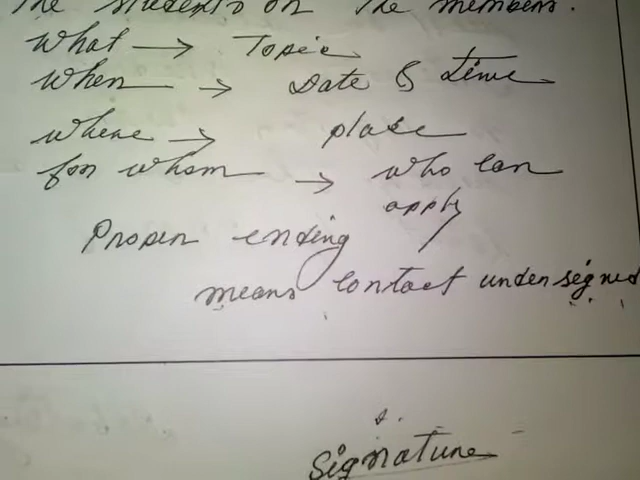 The students or The members.
What → Topic
When → Date & time
where → place
for whom → who can
apply
Proper ending
means contact undersigned
Signature